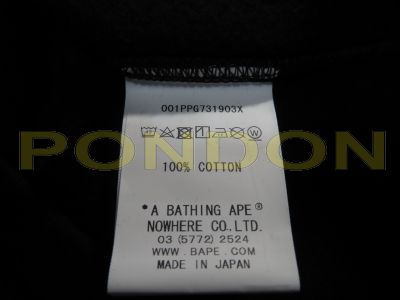 001PPG731903X
PONDON
100% COTTON
*A BATHING APE®
NOWHERE CO.,LTD.
03 (5772) 2524
WWW.BAPE.COM
MADE IN JAPAN